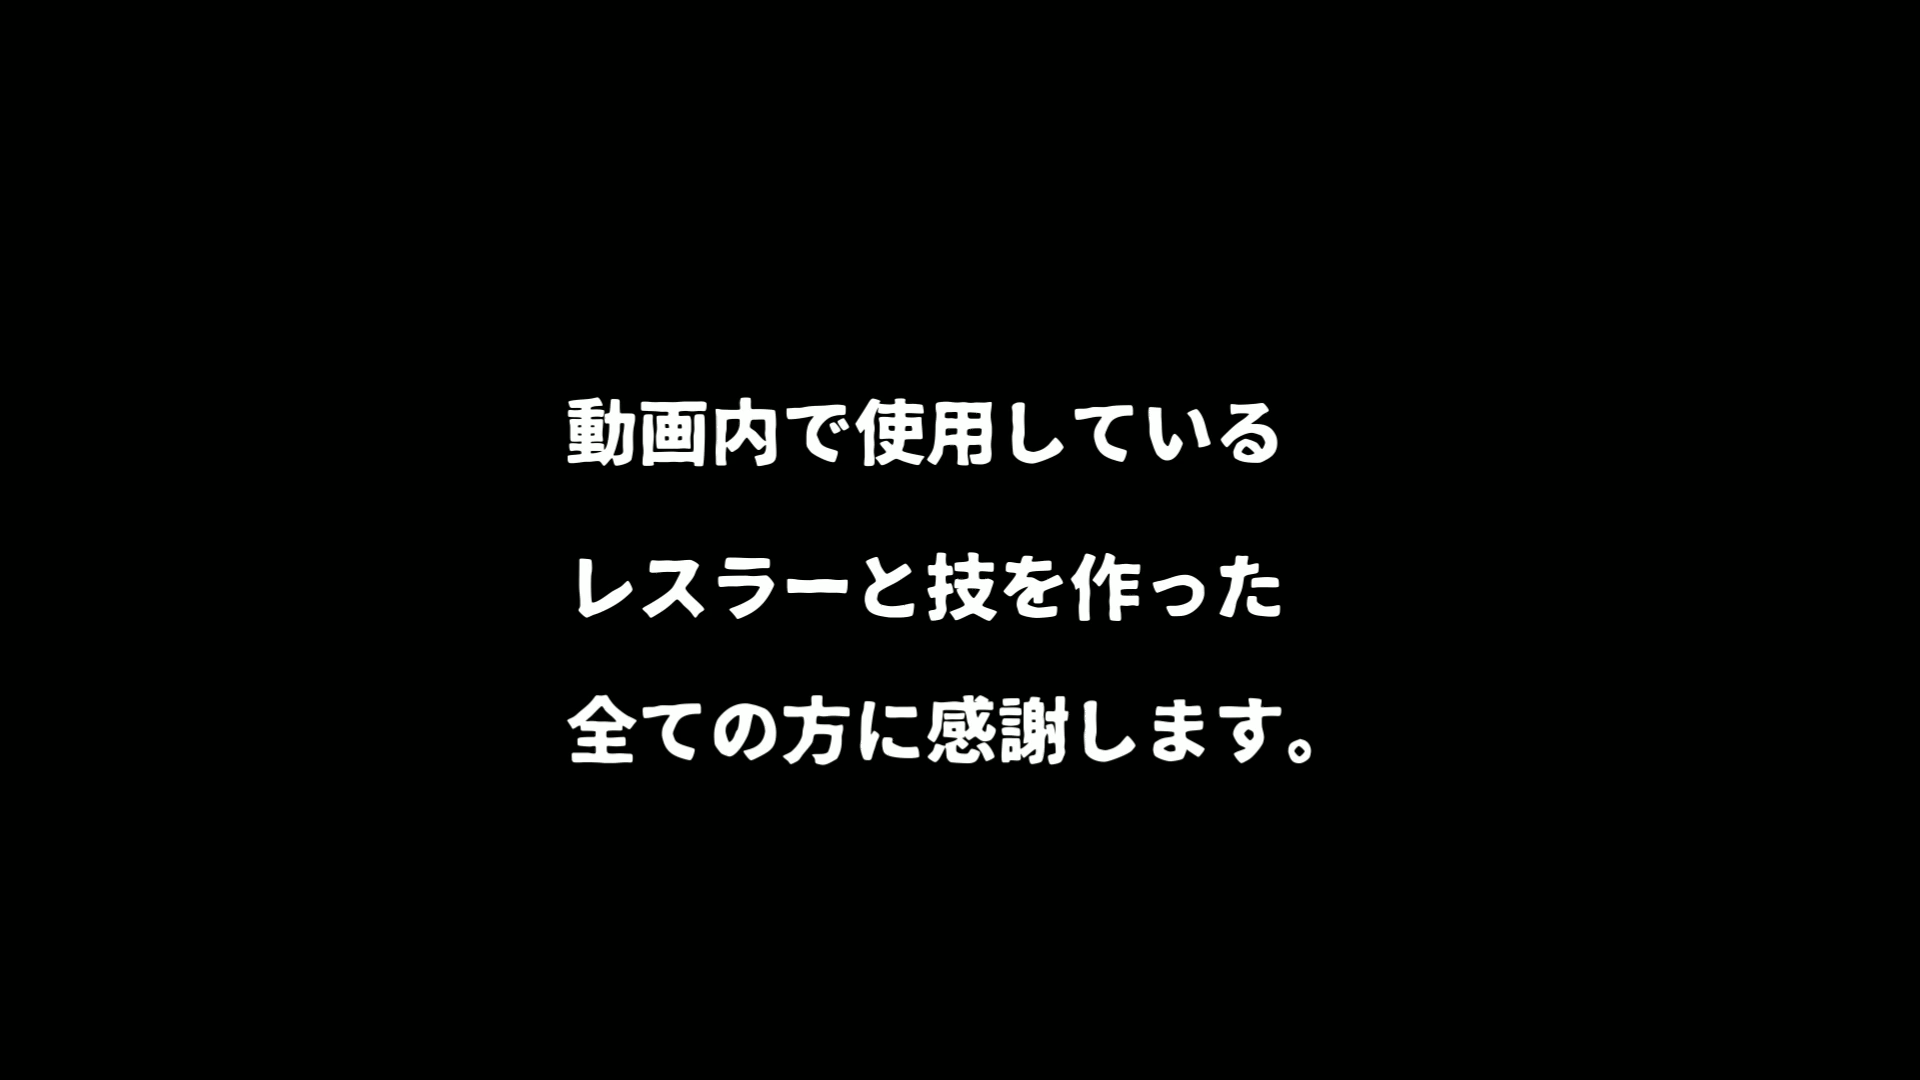 動画内で使用している
レスラーと技を作った
全ての方に感謝します。